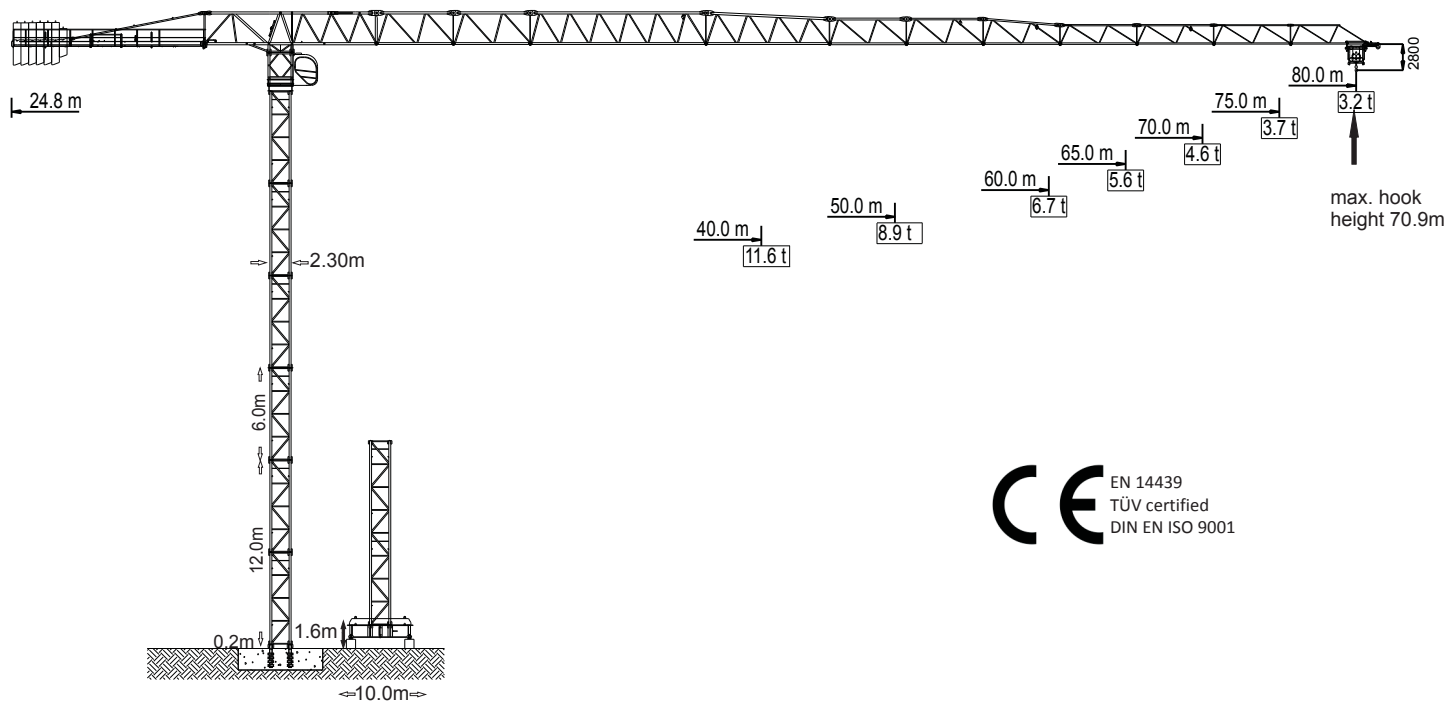 2800
80.0 m
3.2 t
24.8 m
75.0 m
3.7 t
70.0 m
4.6 t
65.0 m
5.6 t
60.0 m
6.7 t
max. hook
height 70.9m
50.0 m
8.9 t
40.0 m
11.6 t
2.30m
6.0m
EN 14439
TÜV certified
DIN EN ISO 9001
CE
12.0m
0.2m
1.6m
10.0m